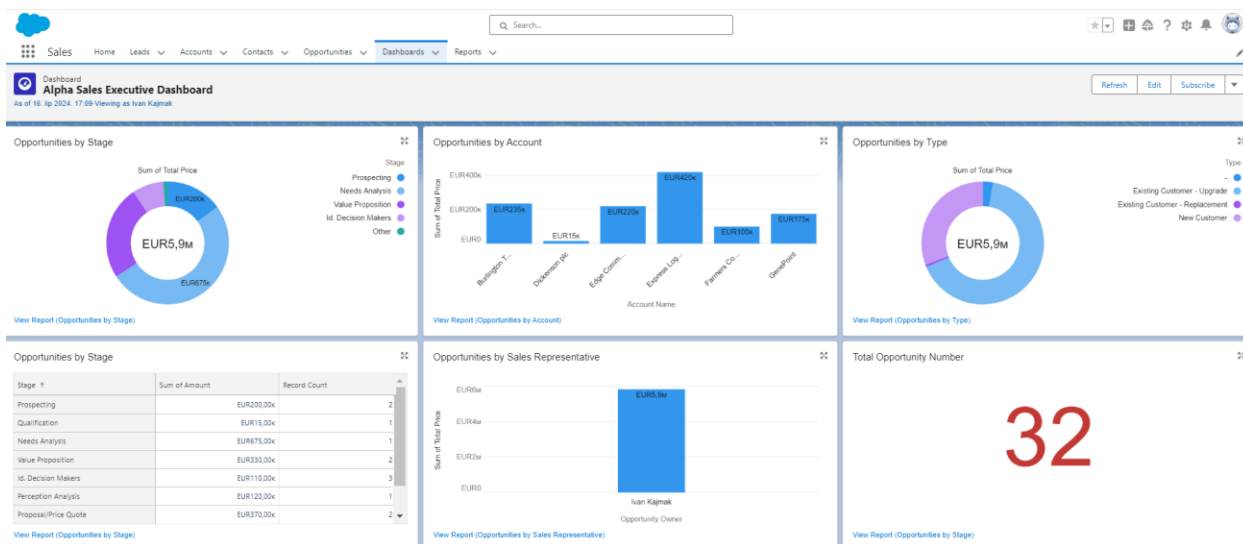 Search...
Sales Home Leads Accounts Contacts Opportunities Dashboards Reports
Dashboard
Alpha Sales Executive Dashboard
As of 16. lip 2024. 17:09·Viewing as Ivan Kajmak
Refresh Edit Subscribe
Opportunities by Stage
Sum of Total Price
Stage
Prospecting
Needs Analysis
Value Proposition
Id. Decision Makers
Other
EUR200K
EUR5,9M
EUR675K
View Report (Opportunities by Stage)
Opportunities by Account
Sum of Total Price
EUR400K
EUR200K
EUR0
EUR235K
EUR15K
EUR220K
EUR420K
EUR100K
EUR175K
Burlington T...
Dickenson plc
Edge Comm...
Express Log...
Farmers Co...
GenePoint
Account Name
View Report (Opportunities by Account)
Opportunities by Type
Sum of Total Price
Type
-
Existing Customer - Upgrade
Existing Customer - Replacement
New Customer
EUR5,9M
View Report (Opportunities by Type)
Opportunities by Stage
Stage ↑ Sum of Amount Record Count
Prospecting EUR200,00K 2
Qualification EUR15,00K 1
Needs Analysis EUR675,00K 1
Value Proposition EUR330,00K 2
Id. Decision Makers EUR110,00K 3
Perception Analysis EUR120,00K 1
Proposal/Price Quote EUR370,00K 2
View Report (Opportunities by Stage)
Opportunities by Sales Representative
Sum of Total Price
EUR6M
EUR4M
EUR2M
EUR0
EUR5,9M
Ivan Kajmak
Opportunity Owner
View Report (Opportunities by Sales Representative)
Total Opportunity Number
32
View Report (Opportunities by Stage)